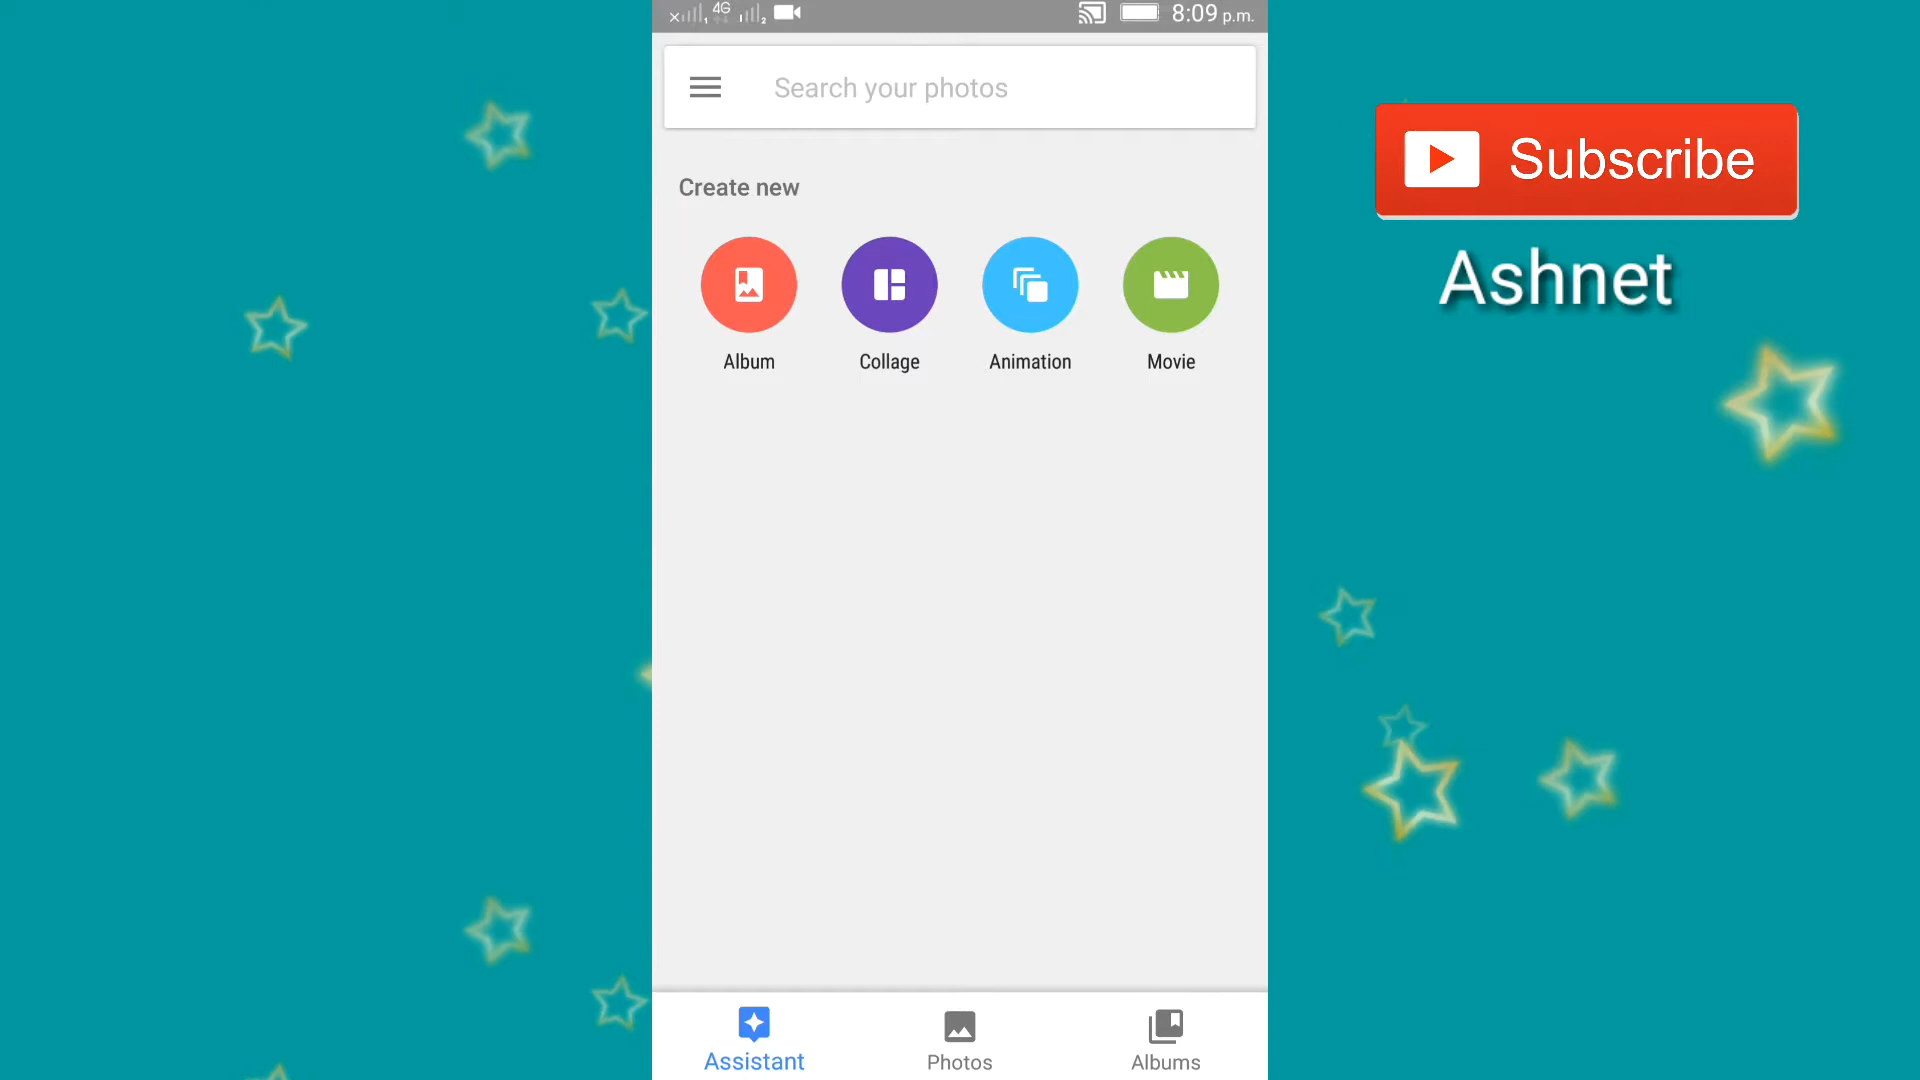 4G 8:09 p.m.
Search your photos
Subscribe
Ashnet
Create new
Album Collage Animation Movie
Assistant Photos Albums